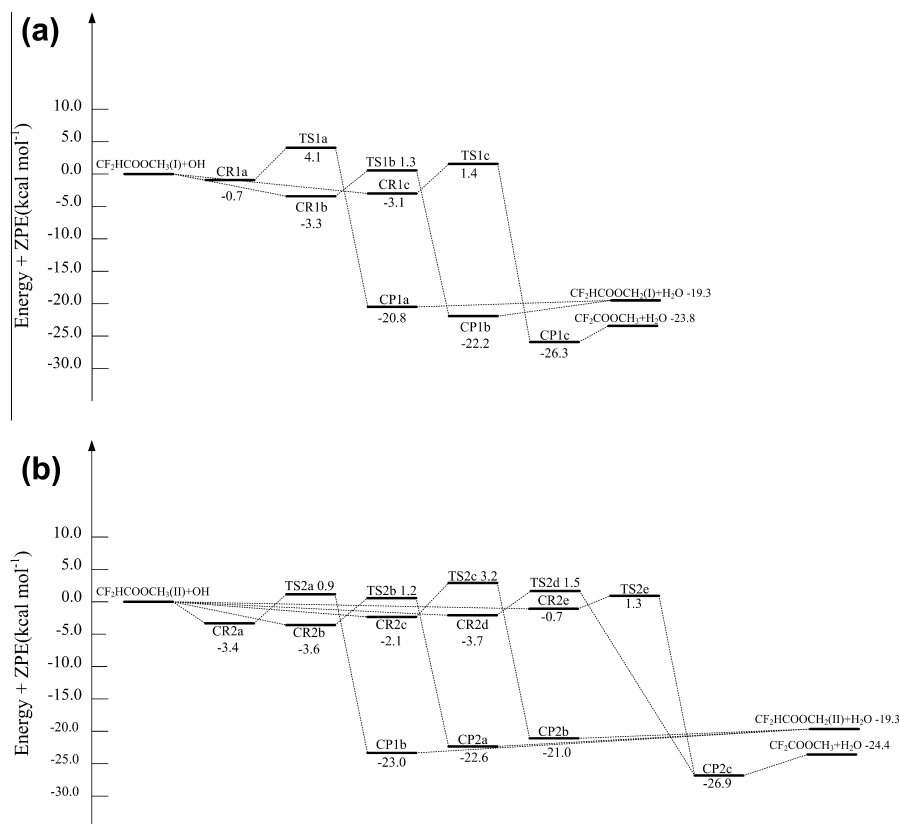 (a)
Energy + ZPE(kcal mol⁻¹)
10.0
5.0
0.0
-5.0
-10.0
-15.0
-20.0
-25.0
-30.0
CF₂HCOOCH₃(I)+OH
CR1a
-0.7
TS1a
4.1
CR1b
-3.3
TS1b 1.3
CR1c
-3.1
TS1c
1.4
CP1a
-20.8
CP1b
-22.2
CP1c
-26.3
CF₂HCOOCH₂(I)+H₂O -19.3
CF₂COOCH₃+H₂O -23.8
(b)
Energy + ZPE(kcal mol⁻¹)
10.0
5.0
0.0
-5.0
-10.0
-15.0
-20.0
-25.0
-30.0
CF₂HCOOCH₃(II)+OH
CR2a
-3.4
TS2a 0.9
CR2b
-3.6
TS2b 1.2
CR2c
-2.1
TS2c 3.2
CR2d
-3.7
TS2d 1.5
CR2e
-0.7
TS2e
1.3
CP1b
-23.0
CP2a
-22.6
CP2b
-21.0
CP2c
-26.9
CF₂HCOOCH₂(II)+H₂O -19.3
CF₂COOCH₃+H₂O -24.4